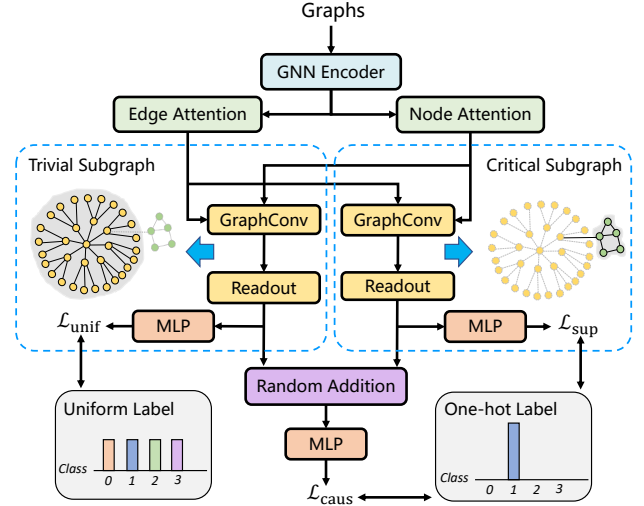 Graphs
GNN Encoder
Edge Attention
Node Attention
Trivial Subgraph
Critical Subgraph
GraphConv
GraphConv
Readout
Readout
ℒunif
MLP
MLP
ℒsup
Random Addition
Uniform Label
One-hot Label
MLP
Class
0 1 2 3
Class
0 1 2 3
ℒcaus